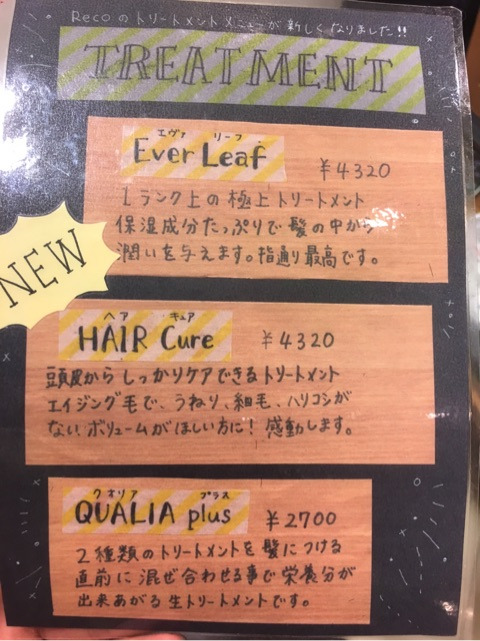 Recoのトリートメントメニューが新しくなりました!!
TREATMENT
エヴァ リーフ
Ever Leaf ¥4320
1ランク上の極上トリートメント
保湿成分たっぷりで髪の中から
潤いを与えます。指通り最高です。
NEW
ヘア キュア
HAIR Cure ¥4320
頭皮からしっかりケアできるトリートメント
エイジング毛で、うねり、細毛、ハリコシが
ないボリュームがほしい方に!感動します。
クオリア プラス
QUALIA plus ¥2700
2種類のトリートメントを髪につける
直前に混ぜ合わせる事で栄養分が
出来あがる生トリートメントです。